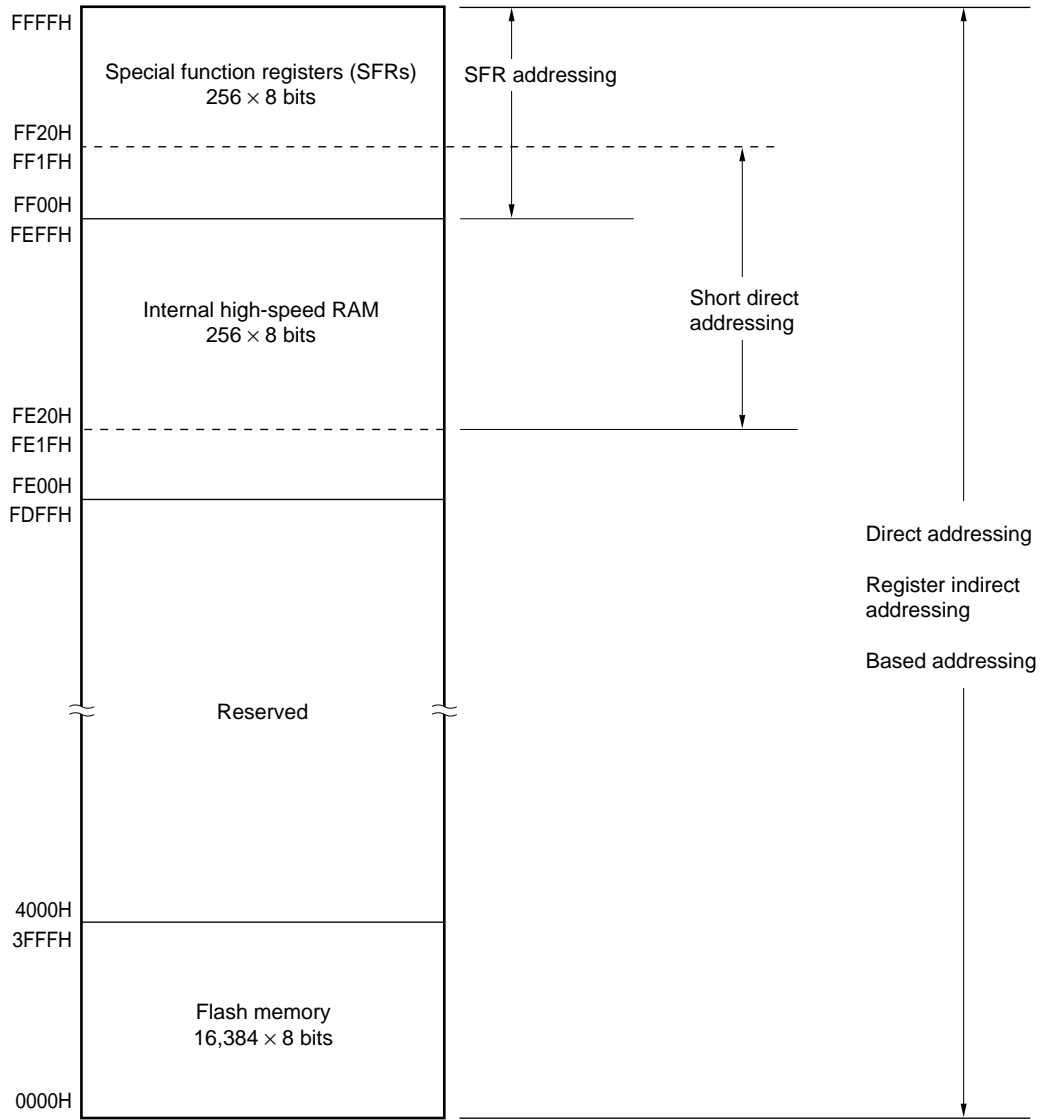 FFFFH
Special function registers (SFRs)
256 × 8 bits
SFR addressing
FF20H
FF1FH
FF00H
FEFFH
Internal high-speed RAM
256 × 8 bits
Short direct
addressing
FE20H
FE1FH
FE00H
FDFFH
Direct addressing
Register indirect
addressing
Based addressing
Reserved
4000H
3FFFH
Flash memory
16,384 × 8 bits
0000H